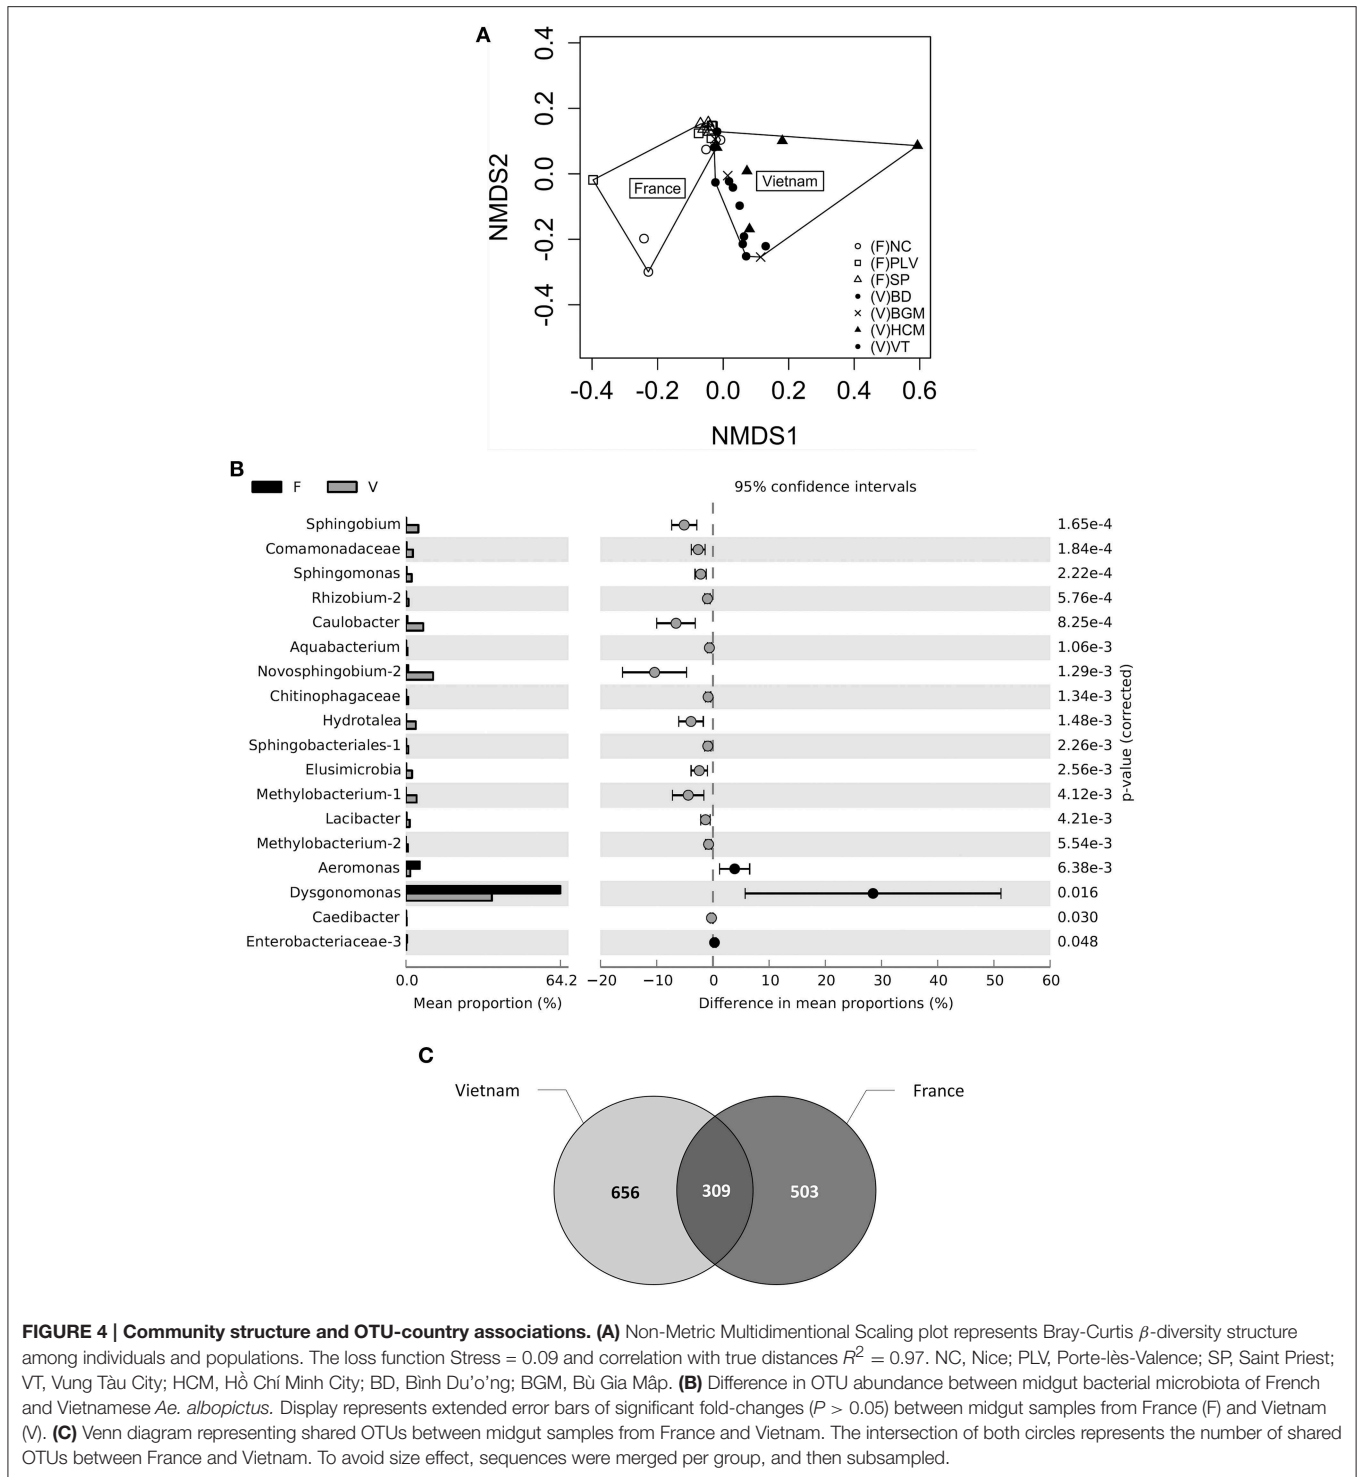 A
0.4
0.2
0.0
-0.2
-0.4
NMDS2
France
Vietnam
(F)NC
(F)PLV
(F)SP
(V)BD
(V)BGM
(V)HCM
(V)VT
-0.4 -0.2 0.0 0.2 0.4 0.6
NMDS1
B
F V
95% confidence intervals
Sphingobium 1.65e-4
Comamonadaceae 1.84e-4
Sphingomonas 2.22e-4
Rhizobium-2 5.76e-4
Caulobacter 8.25e-4
Aquabacterium 1.06e-3
Novosphingobium-2 1.29e-3
Chitinophagaceae 1.34e-3
Hydrotalea 1.48e-3
Sphingobacteriales-1 2.26e-3
Elusimicrobia 2.56e-3
Methylobacterium-1 4.12e-3
Lacibacter 4.21e-3
Methylobacterium-2 5.54e-3
Aeromonas 6.38e-3
Dysgonomonas 0.016
Caedibacter 0.030
Enterobacteriaceae-3 0.048
p-value (corrected)
0.0 64.2 −20 −10 0 10 20 30 40 50 60
Mean proportion (%) Difference in mean proportions (%)
C
Vietnam France
656 309 503
FIGURE 4 | Community structure and OTU-country associations. (A) Non-Metric Multidimentional Scaling plot represents Bray-Curtis β-diversity structure
among individuals and populations. The loss function Stress = 0.09 and correlation with true distances R² = 0.97. NC, Nice; PLV, Porte-lès-Valence; SP, Saint Priest;
VT, Vung Tàu City; HCM, Hồ Chí Minh City; BD, Bình Du'o'ng; BGM, Bù Gia Mâp. (B) Difference in OTU abundance between midgut bacterial microbiota of French
and Vietnamese Ae. albopictus. Display represents extended error bars of significant fold-changes (P > 0.05) between midgut samples from France (F) and Vietnam
(V). (C) Venn diagram representing shared OTUs between midgut samples from France and Vietnam. The intersection of both circles represents the number of shared
OTUs between France and Vietnam. To avoid size effect, sequences were merged per group, and then subsampled.